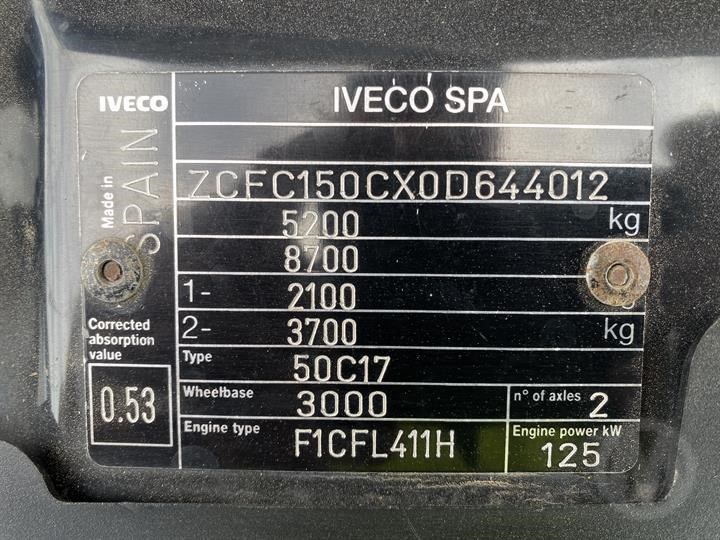 IVECO
IVECO SPA
Made in
SPAIN
ZCFC150CX0D644012
5200 kg
8700
1- 2100
2- 3700 kg
Corrected
absorption
value
0.53
Type 50C17
Wheelbase 3000
n° of axles 2
Engine type F1CFL411H
Engine power kW
125